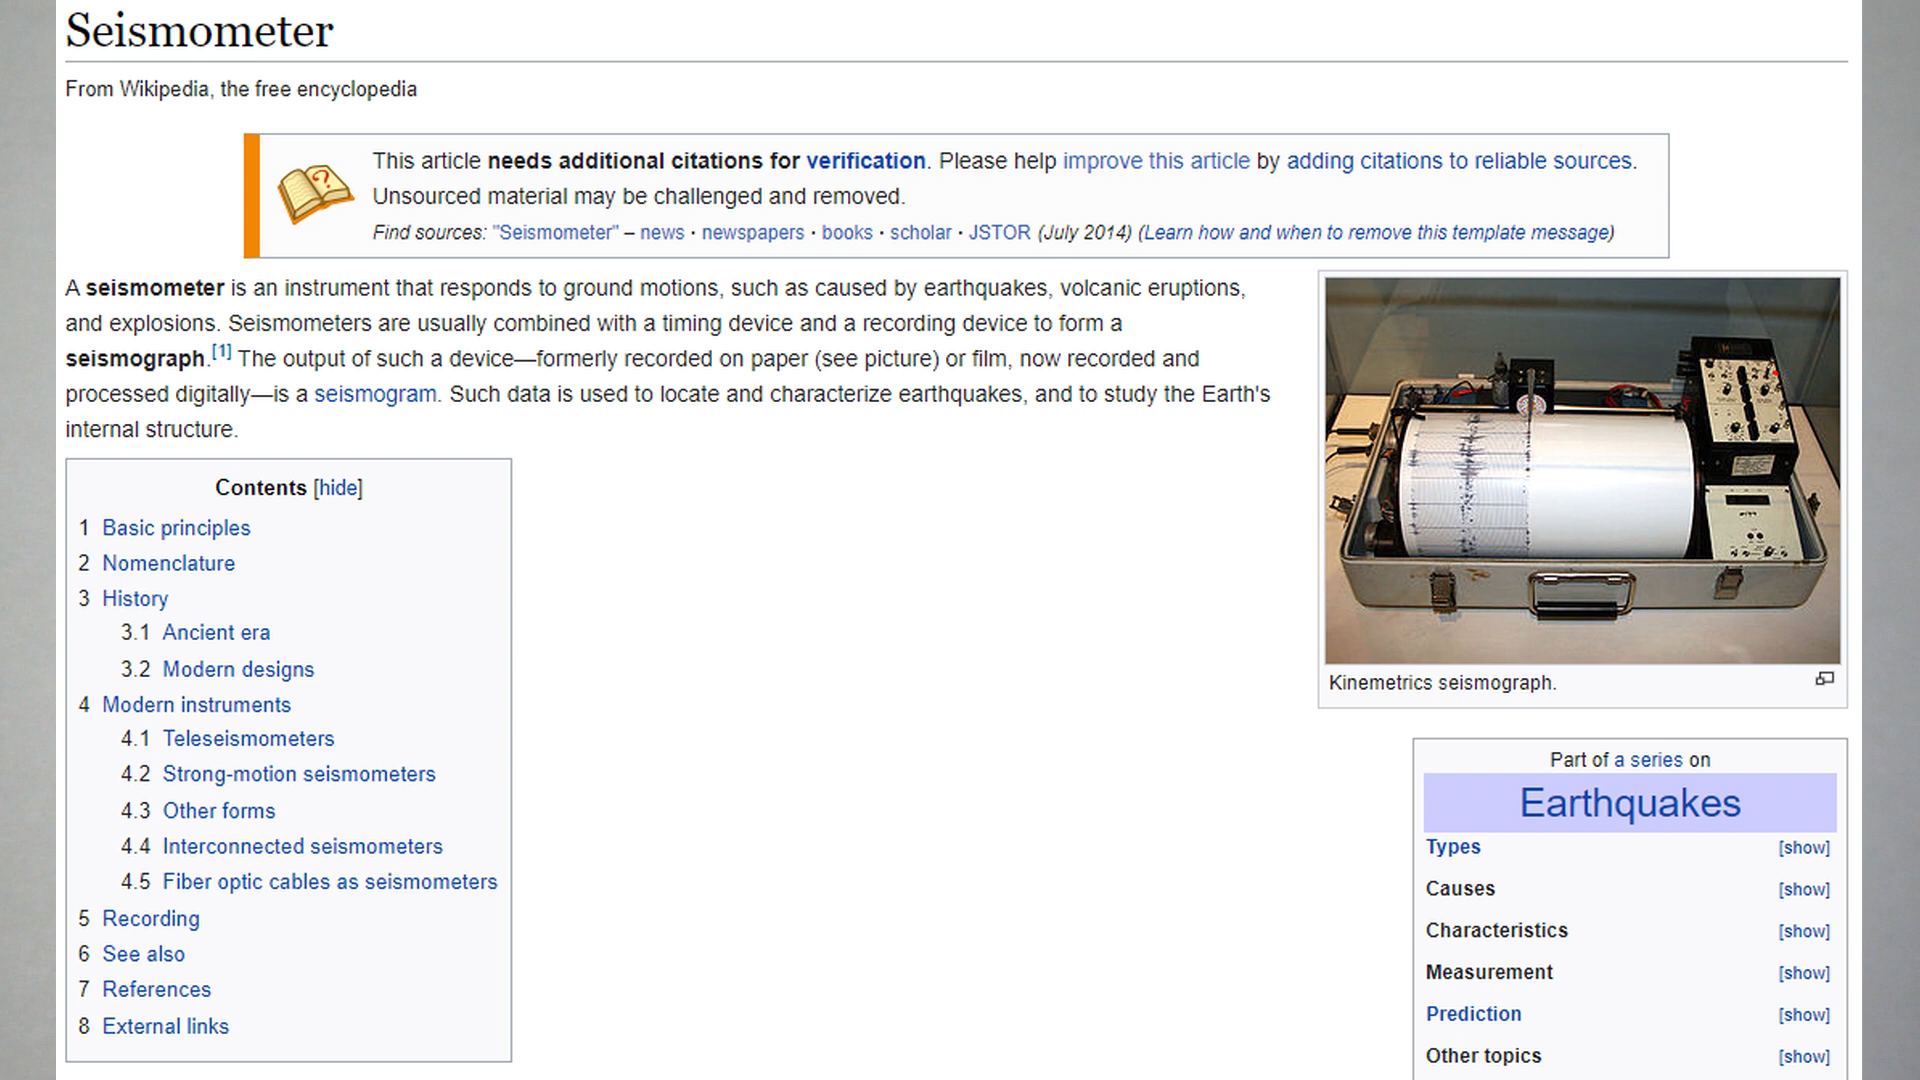 Seismometer
From Wikipedia, the free encyclopedia
This article needs additional citations for verification. Please help improve this article by adding citations to reliable sources.
Unsourced material may be challenged and removed.
Find sources: "Seismometer" – news · newspapers · books · scholar · JSTOR (July 2014) (Learn how and when to remove this template message)
A seismometer is an instrument that responds to ground motions, such as caused by earthquakes, volcanic eruptions,
and explosions. Seismometers are usually combined with a timing device and a recording device to form a
seismograph.[1] The output of such a device—formerly recorded on paper (see picture) or film, now recorded and
processed digitally—is a seismogram. Such data is used to locate and characterize earthquakes, and to study the Earth's
internal structure.
Contents [hide]
1 Basic principles
2 Nomenclature
3 History
3.1 Ancient era
3.2 Modern designs
4 Modern instruments
4.1 Teleseismometers
4.2 Strong-motion seismometers
4.3 Other forms
4.4 Interconnected seismometers
4.5 Fiber optic cables as seismometers
5 Recording
6 See also
7 References
8 External links
Kinemetrics seismograph.
Part of a series on
Earthquakes
Types [show]
Causes [show]
Characteristics [show]
Measurement [show]
Prediction [show]
Other topics [show]